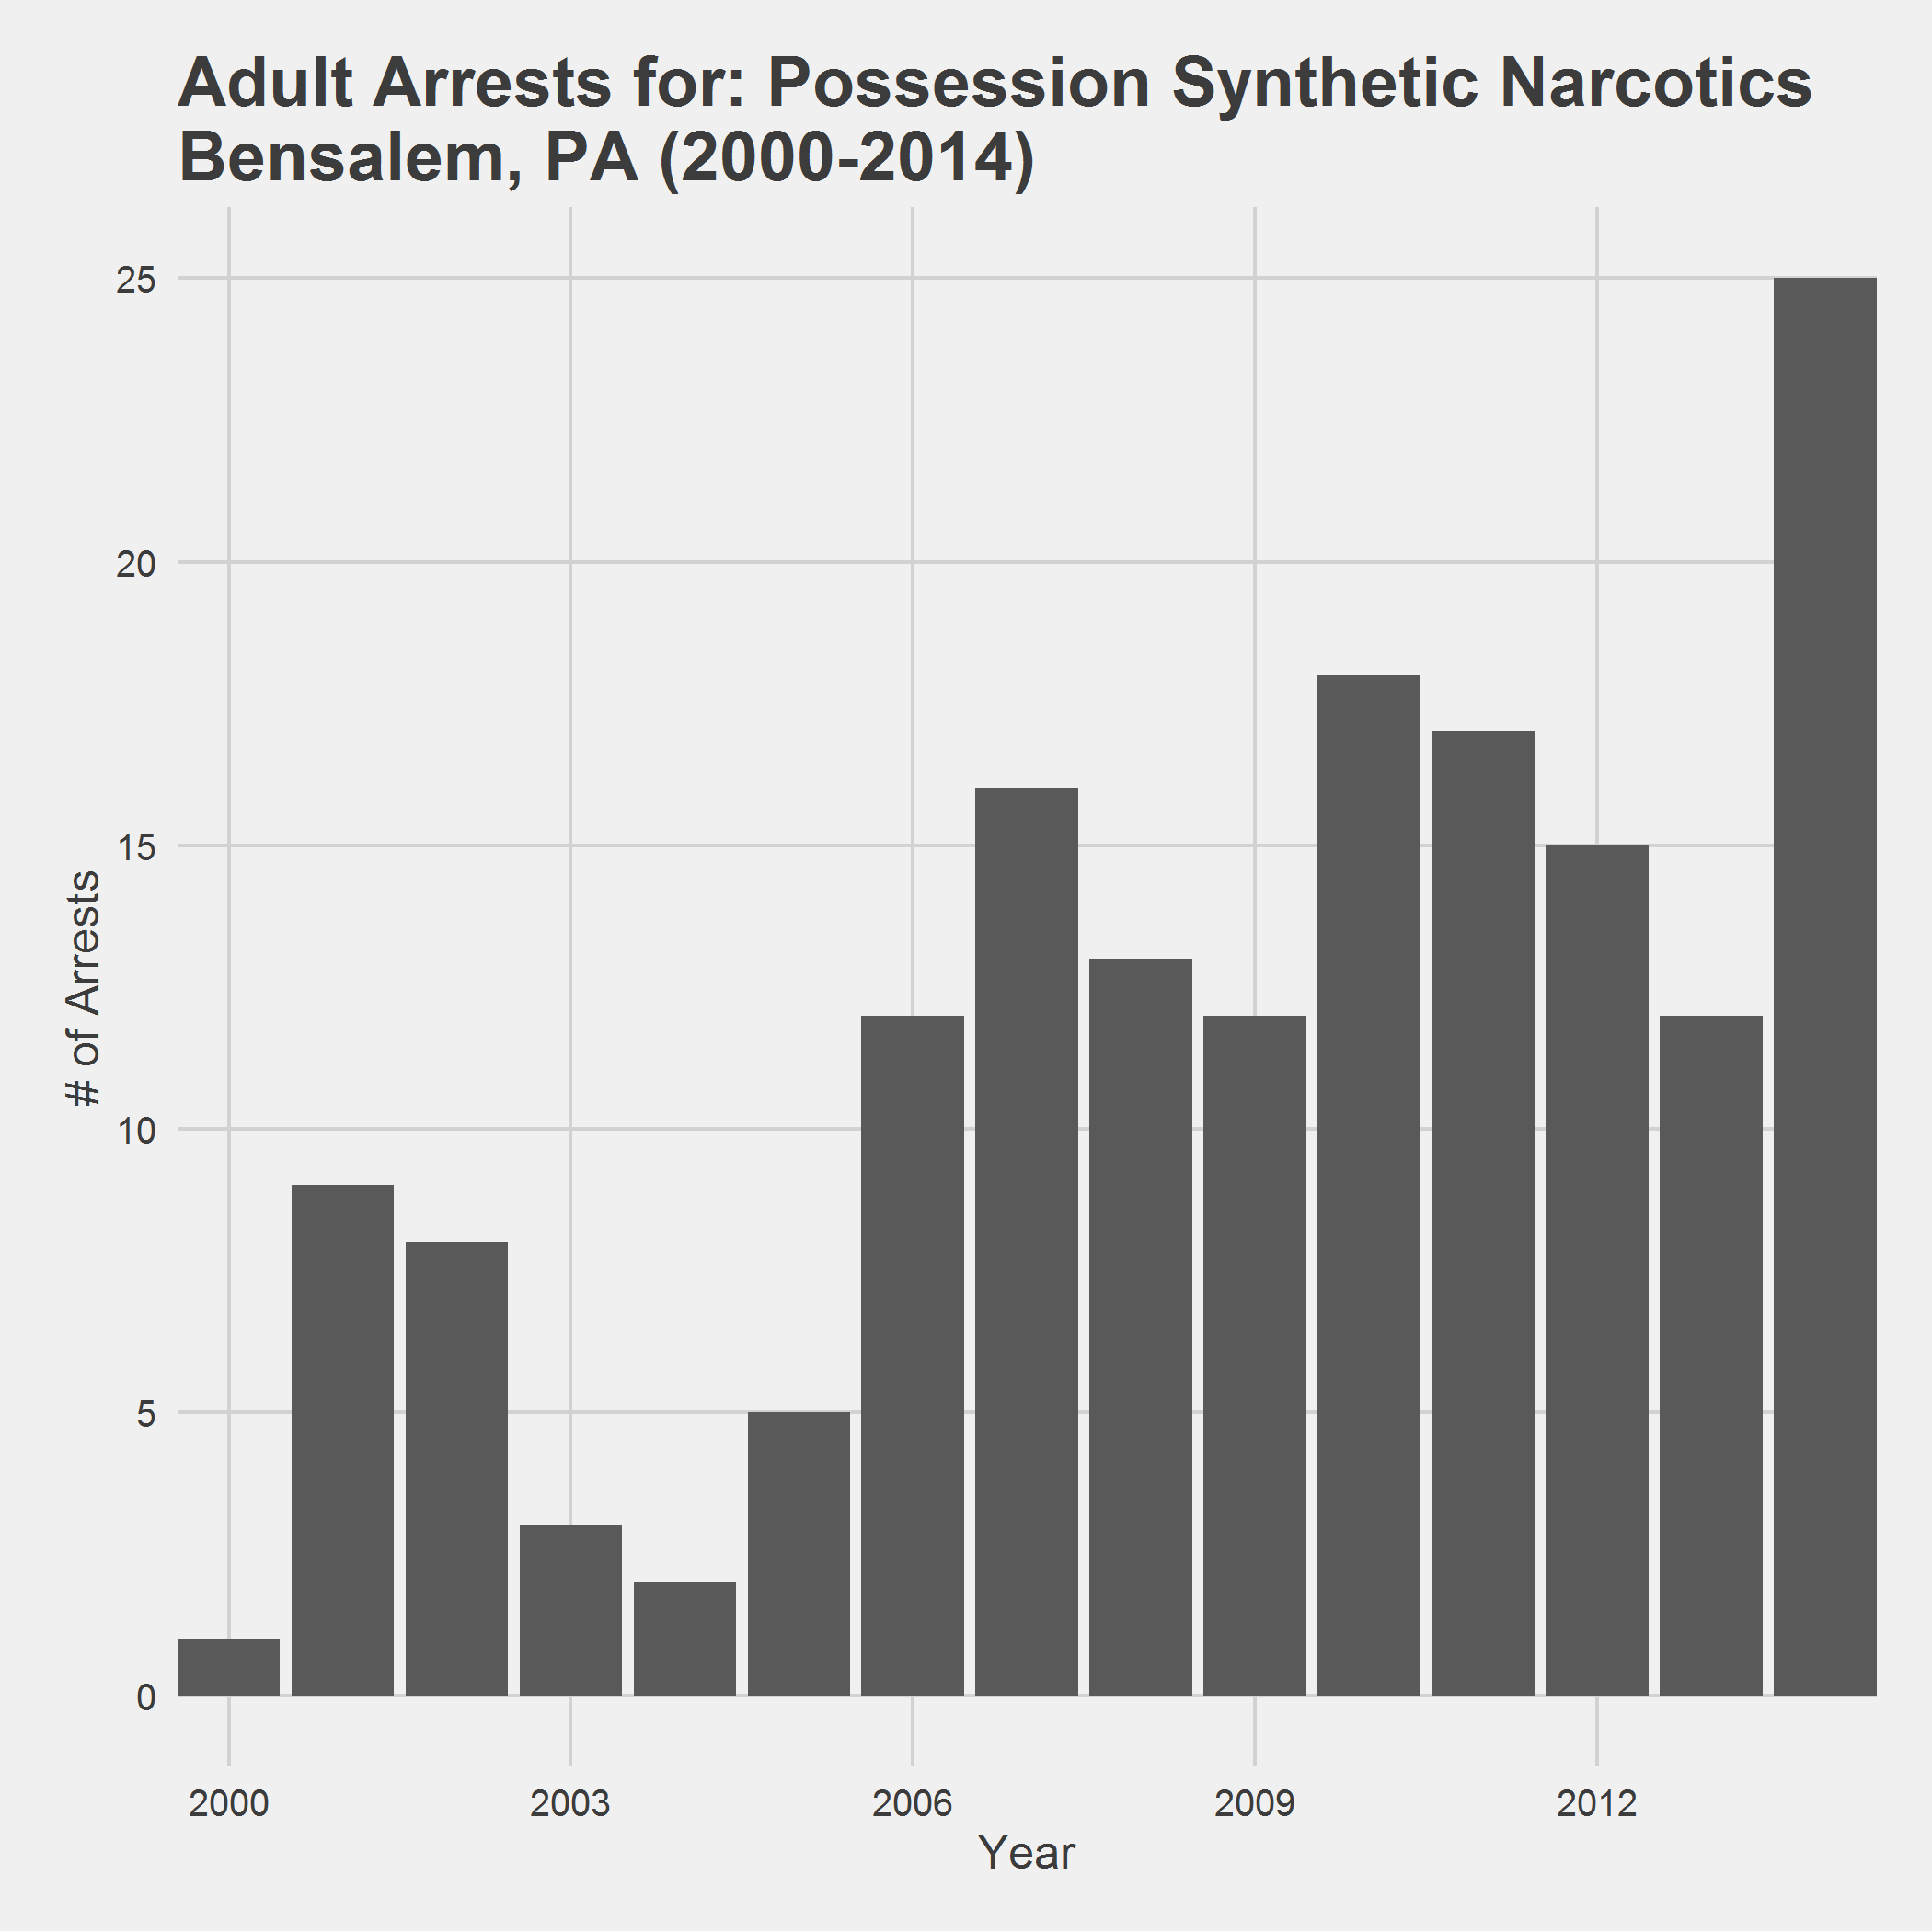 Adult Arrests for: Possession Synthetic Narcotics
Bensalem, PA (2000-2014)
25
20
15
10
5
0
# of Arrests
2000 2003 2006 2009 2012
Year